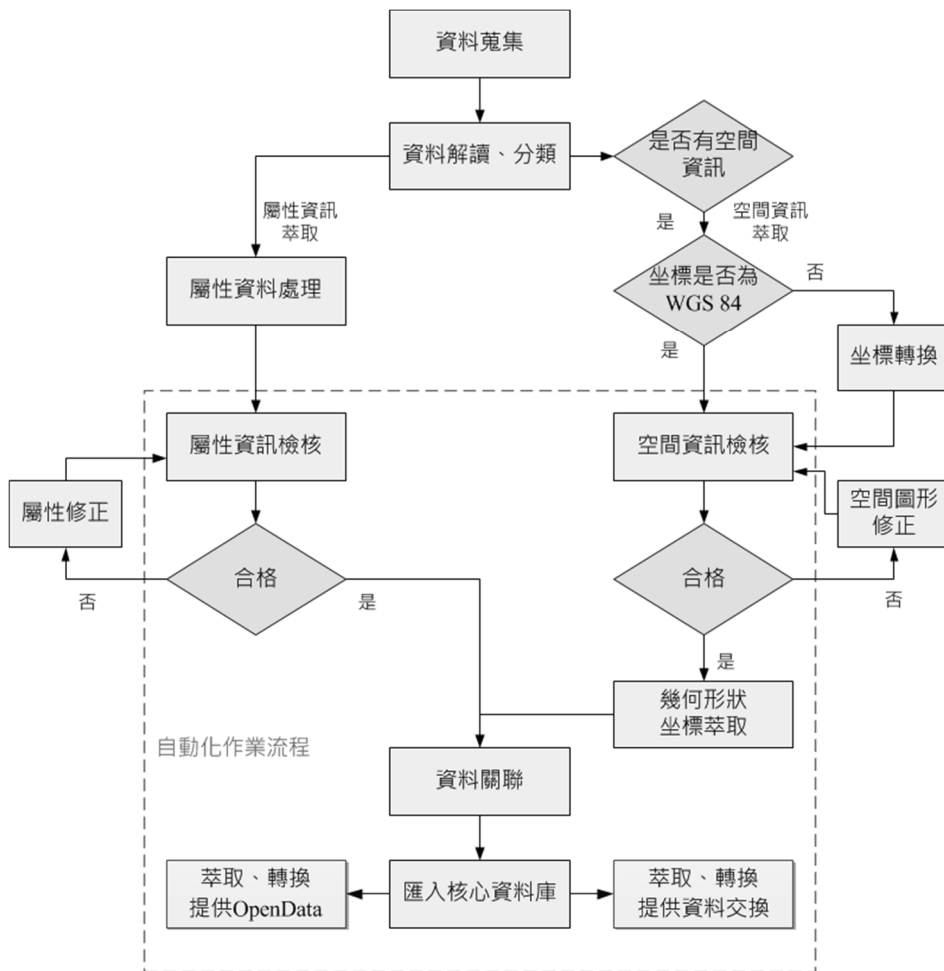 資料蒐集
資料解讀、分類
是否有空間
資訊
屬性資訊
萃取
是
空間資訊
萃取
屬性資料處理
坐標是否為
WGS 84
否
是
坐標轉換
屬性資訊檢核
空間資訊檢核
屬性修正
空間圖形
修正
合格
合格
否
是
否
是
幾何形狀
坐標萃取
自動化作業流程
資料關聯
萃取、轉換
提供OpenData
匯入核心資料庫
萃取、轉換
提供資料交換